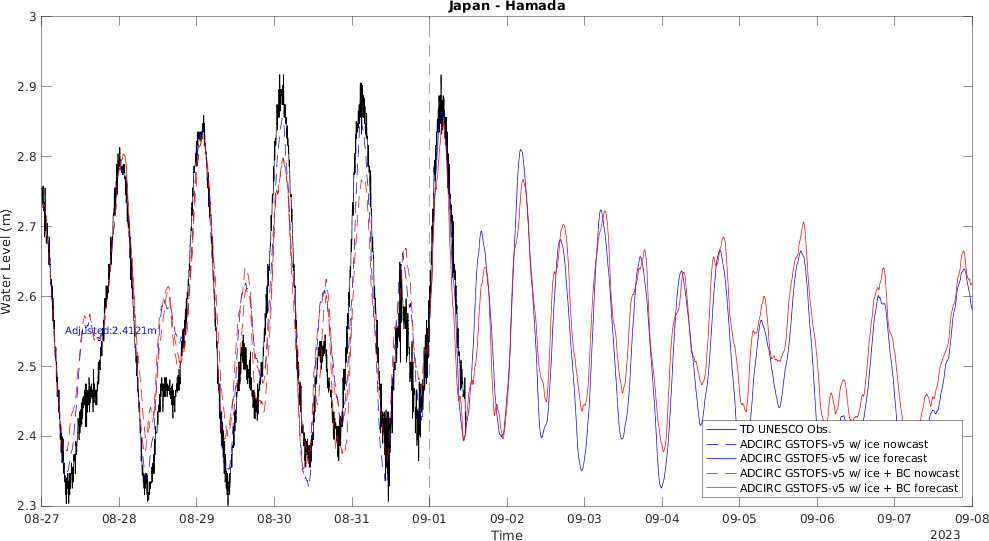 Japan - Hamada
3
2.9
2.8
2.7
2.6
2.5
2.4
2.3
Water Level (m)
Adjusted:2.4121m
TD UNESCO Obs.
ADCIRC GSTOFS-v5 w/ ice nowcast
ADCIRC GSTOFS-v5 w/ ice forecast
ADCIRC GSTOFS-v5 w/ ice + BC nowcast
ADCIRC GSTOFS-v5 w/ ice + BC forecast
08-27 08-28 08-29 08-30 08-31 09-01 09-02 09-03 09-04 09-05 09-06 09-07 09-08
Time
2023